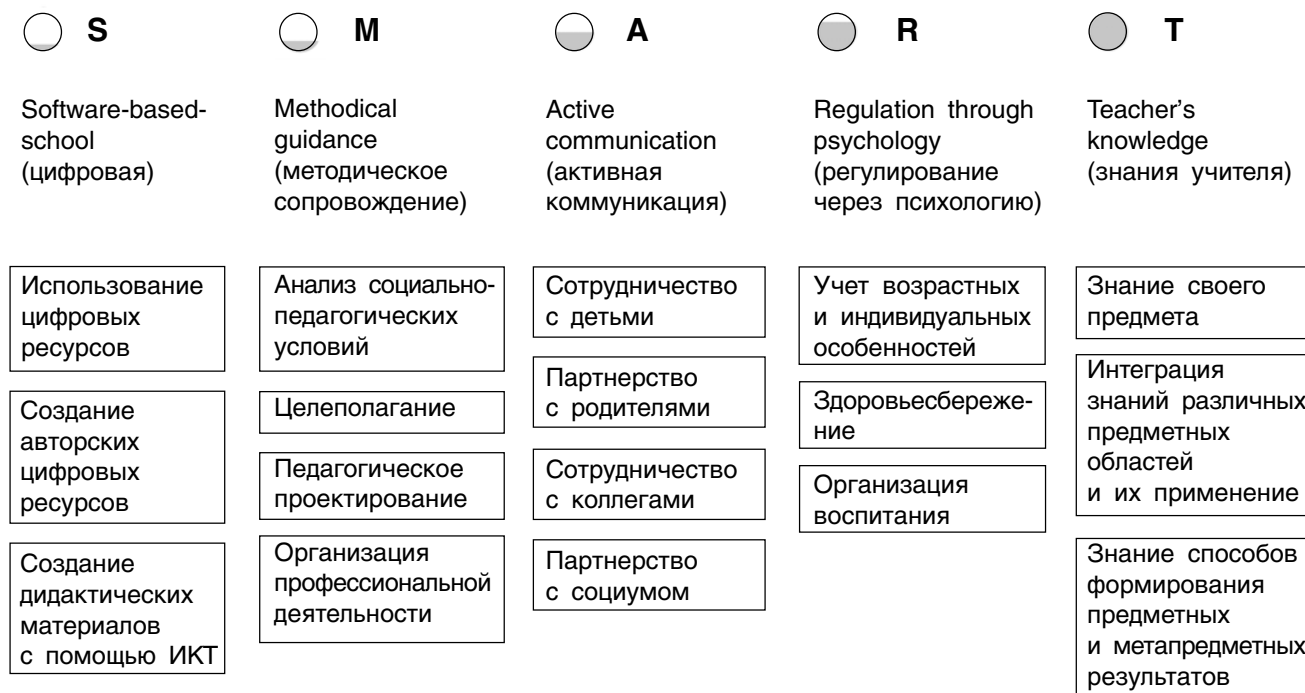 S
Software-based-
school
(цифровая)
Использование
цифровых
ресурсов
Создание
авторских
цифровых
ресурсов
Создание
дидактических
материалов
с помощью ИКТ
M
Methodical
guidance
(методическое
сопровождение)
Анализ социально-
педагогических
условий
Целеполагание
Педагогическое
проектирование
Организация
профессиональной
деятельности
A
Active
communication
(активная
коммуникация)
Сотрудничество
с детьми
Партнерство
с родителями
Сотрудничество
с коллегами
Партнерство
с социумом
R
Regulation through
psychology
(регулирование
через психологию)
Учет возрастных
и индивидуальных
особенностей
Здоровьесбереже-
ние
Организация
воспитания
T
Teacher's
knowledge
(знания учителя)
Знание своего
предмета
Интеграция
знаний различных
предметных
областей
и их применение
Знание способов
формирования
предметных
и метапредметных
результатов